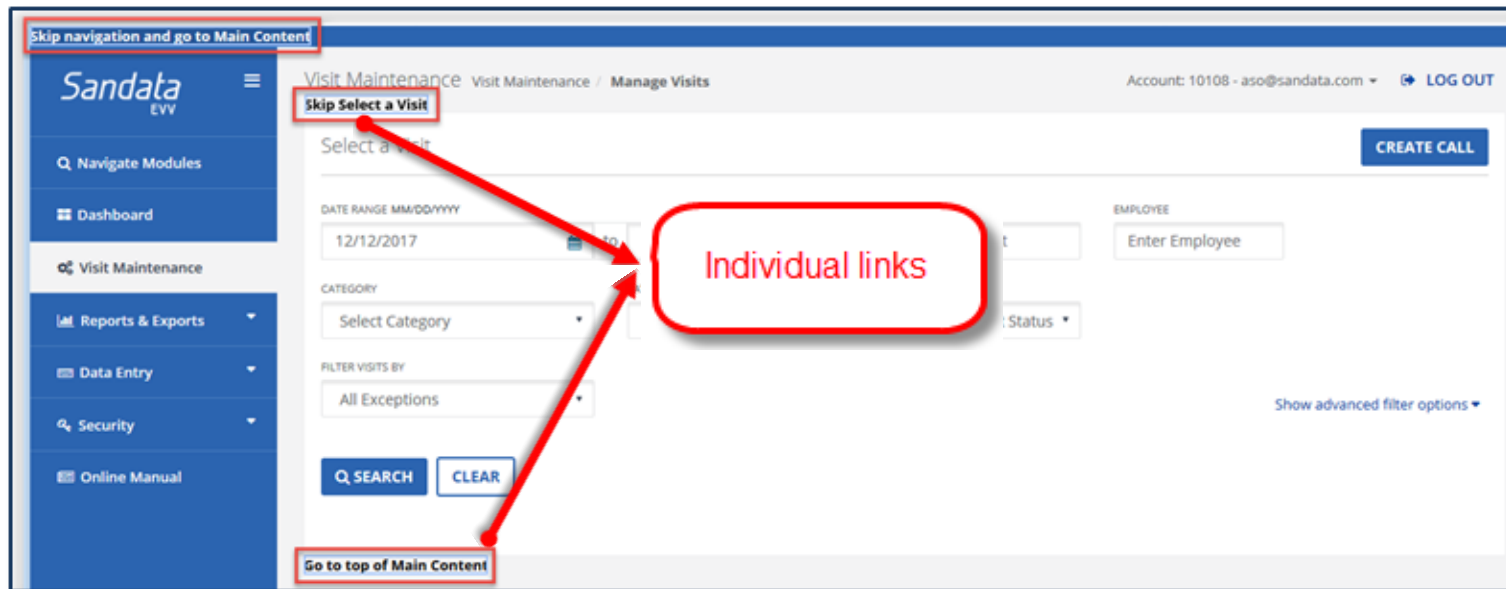 Skip navigation and go to Main Content
Sandata
EVV
Visit Maintenance Visit Maintenance / Manage Visits
Account: 10108 - aso@sandata.com LOG OUT
Skip Select a Visit
Select a Visit
CREATE CALL
Navigate Modules
Dashboard
Visit Maintenance
Reports & Exports
Data Entry
Security
Online Manual
DATE RANGE MM/DD/YYYY
EMPLOYEE
12/12/2017 to
Enter Employee
Individual links
CATEGORY
Select Category
Status
FILTER VISITS BY
All Exceptions
Show advanced filter options
SEARCH CLEAR
Go to top of Main Content